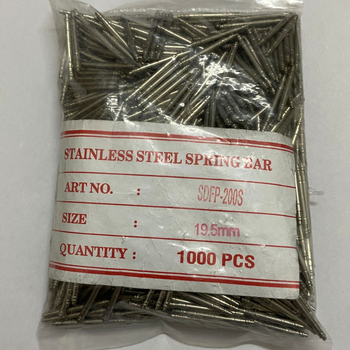 STAINLESS STEEL SPRING BAR
ART NO. : SDFP-200S
SIZE : 19.5mm
QUANTITY : 1000 PCS